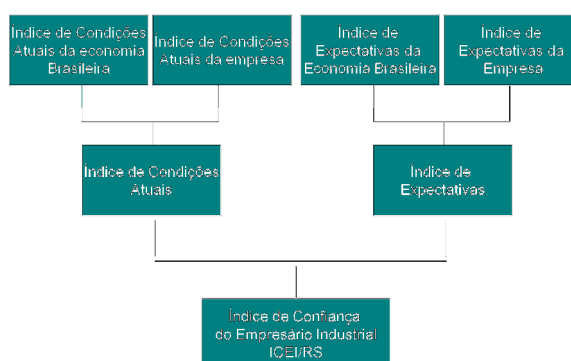 Índice de Condições
Atuais da economia
Brasileira
Índice de Condições
Atuais da empresa
Índice de
Expectativas da
Economia Brasileira
Índice de
Expectativas da
Empresa
Índice de Condições
Atuais
Índice de
Expectativas
Índice de Confiança
do Empresário Industrial
ICEI/RS